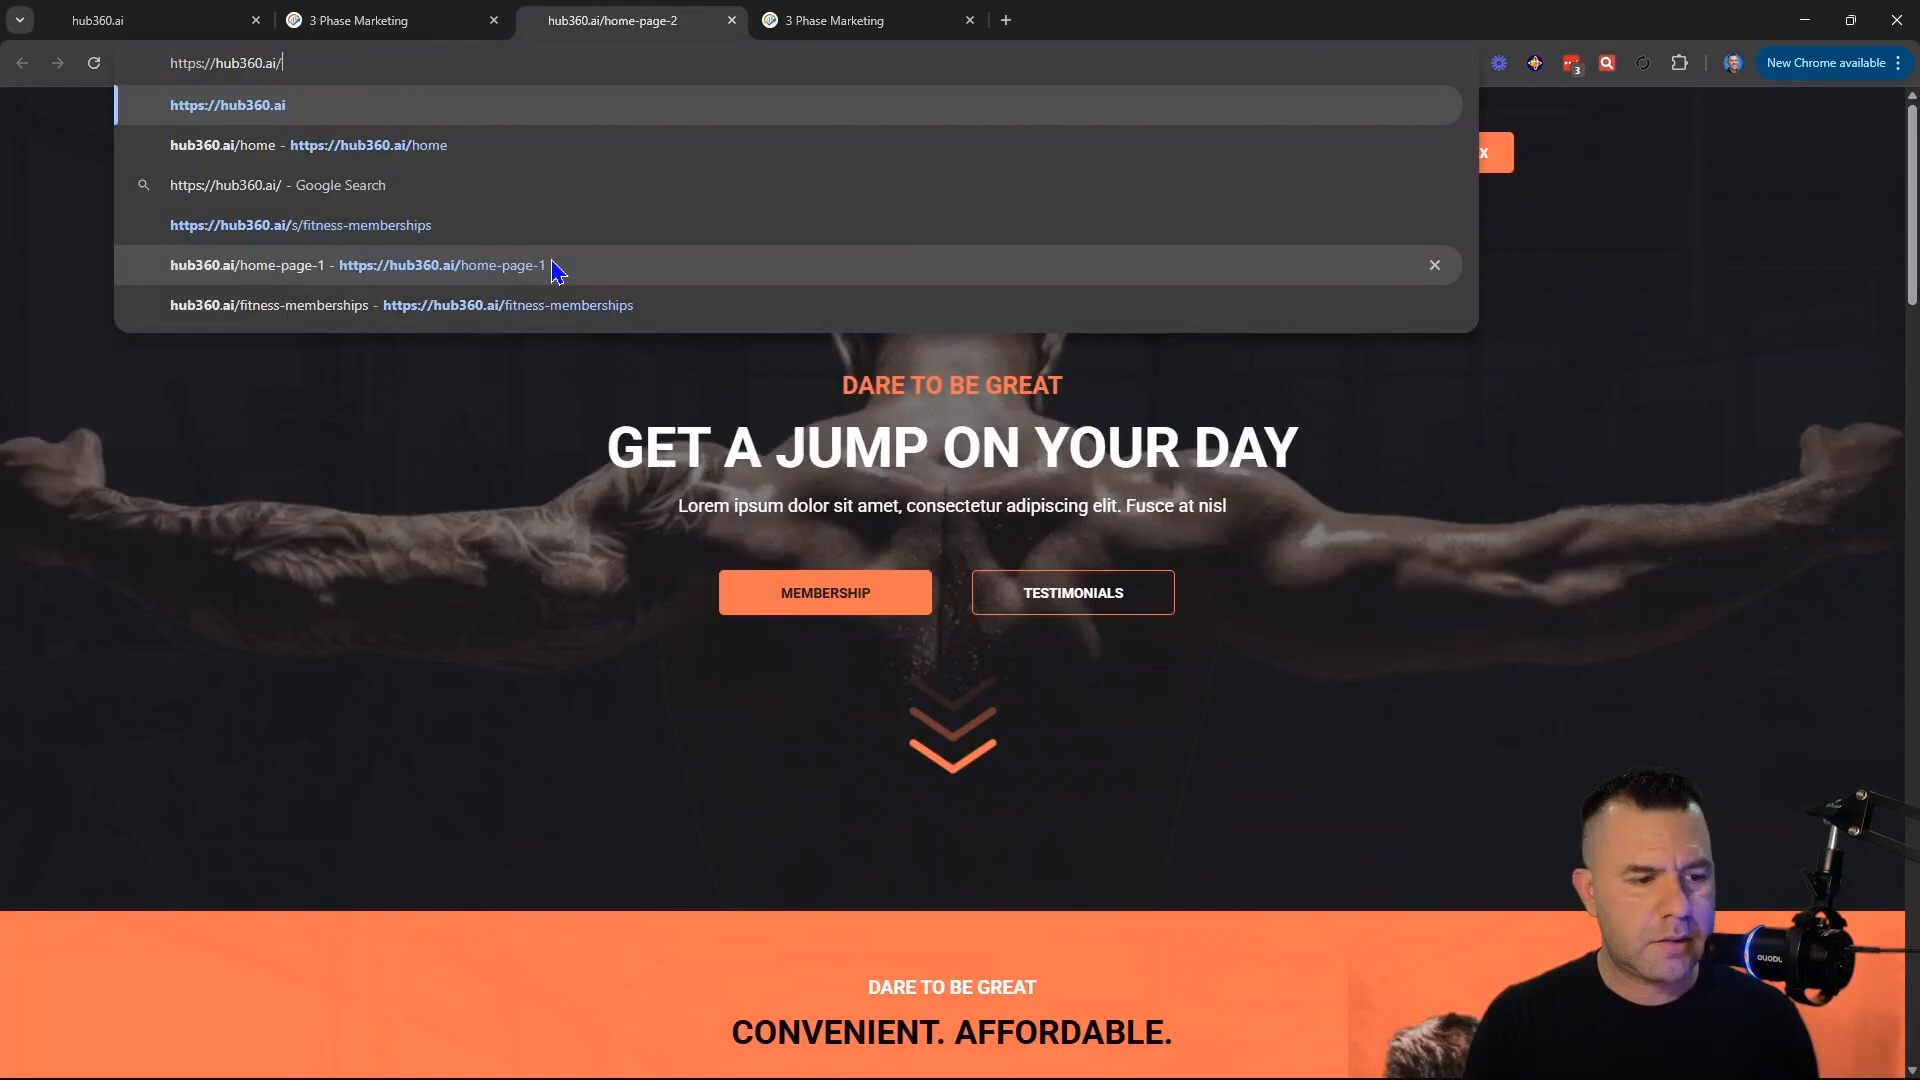 hub360.ai
3 Phase Marketing
hub360.ai/home-page-2
3 Phase Marketing
https://hub360.ai/
3
New Chrome available
https://hub360.ai
hub360.ai/home - https://hub360.ai/home
X
https://hub360.ai/ - Google Search
https://hub360.ai/s/fitness-memberships
hub360.ai/home-page-1 - https://hub360.ai/home-page-1
hub360.ai/fitness-memberships - https://hub360.ai/fitness-memberships
DARE TO BE GREAT
GET A JUMP ON YOUR DAY
Lorem ipsum dolor sit amet, consectetur adipiscing elit. Fusce at nisl
MEMBERSHIP
TESTIMONIALS
DARE TO BE GREAT
CONVENIENT. AFFORDABLE.